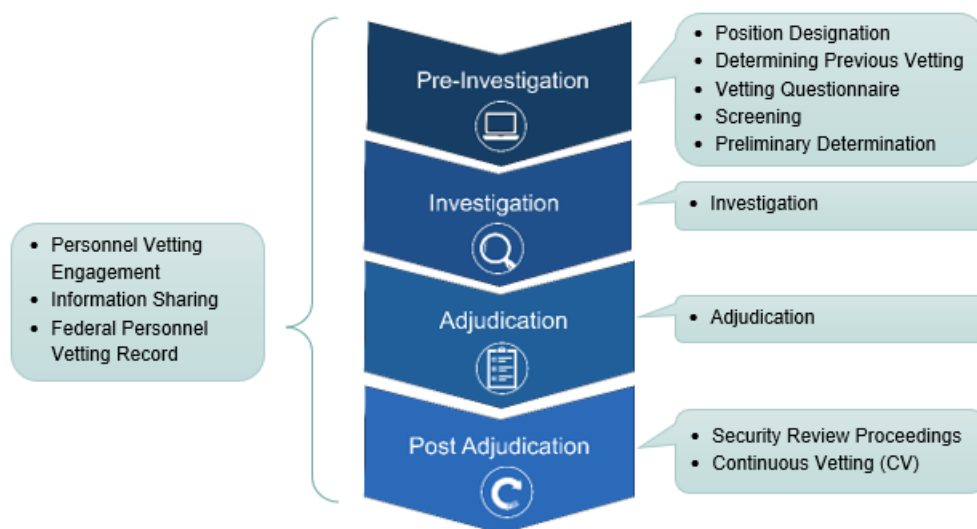 • Personnel Vetting
Engagement
• Information Sharing
• Federal Personnel
Vetting Record
Pre-Investigation
• Position Designation
• Determining Previous Vetting
• Vetting Questionnaire
• Screening
• Preliminary Determination
Investigation
• Investigation
Adjudication
• Adjudication
Post Adjudication
• Security Review Proceedings
• Continuous Vetting (CV)